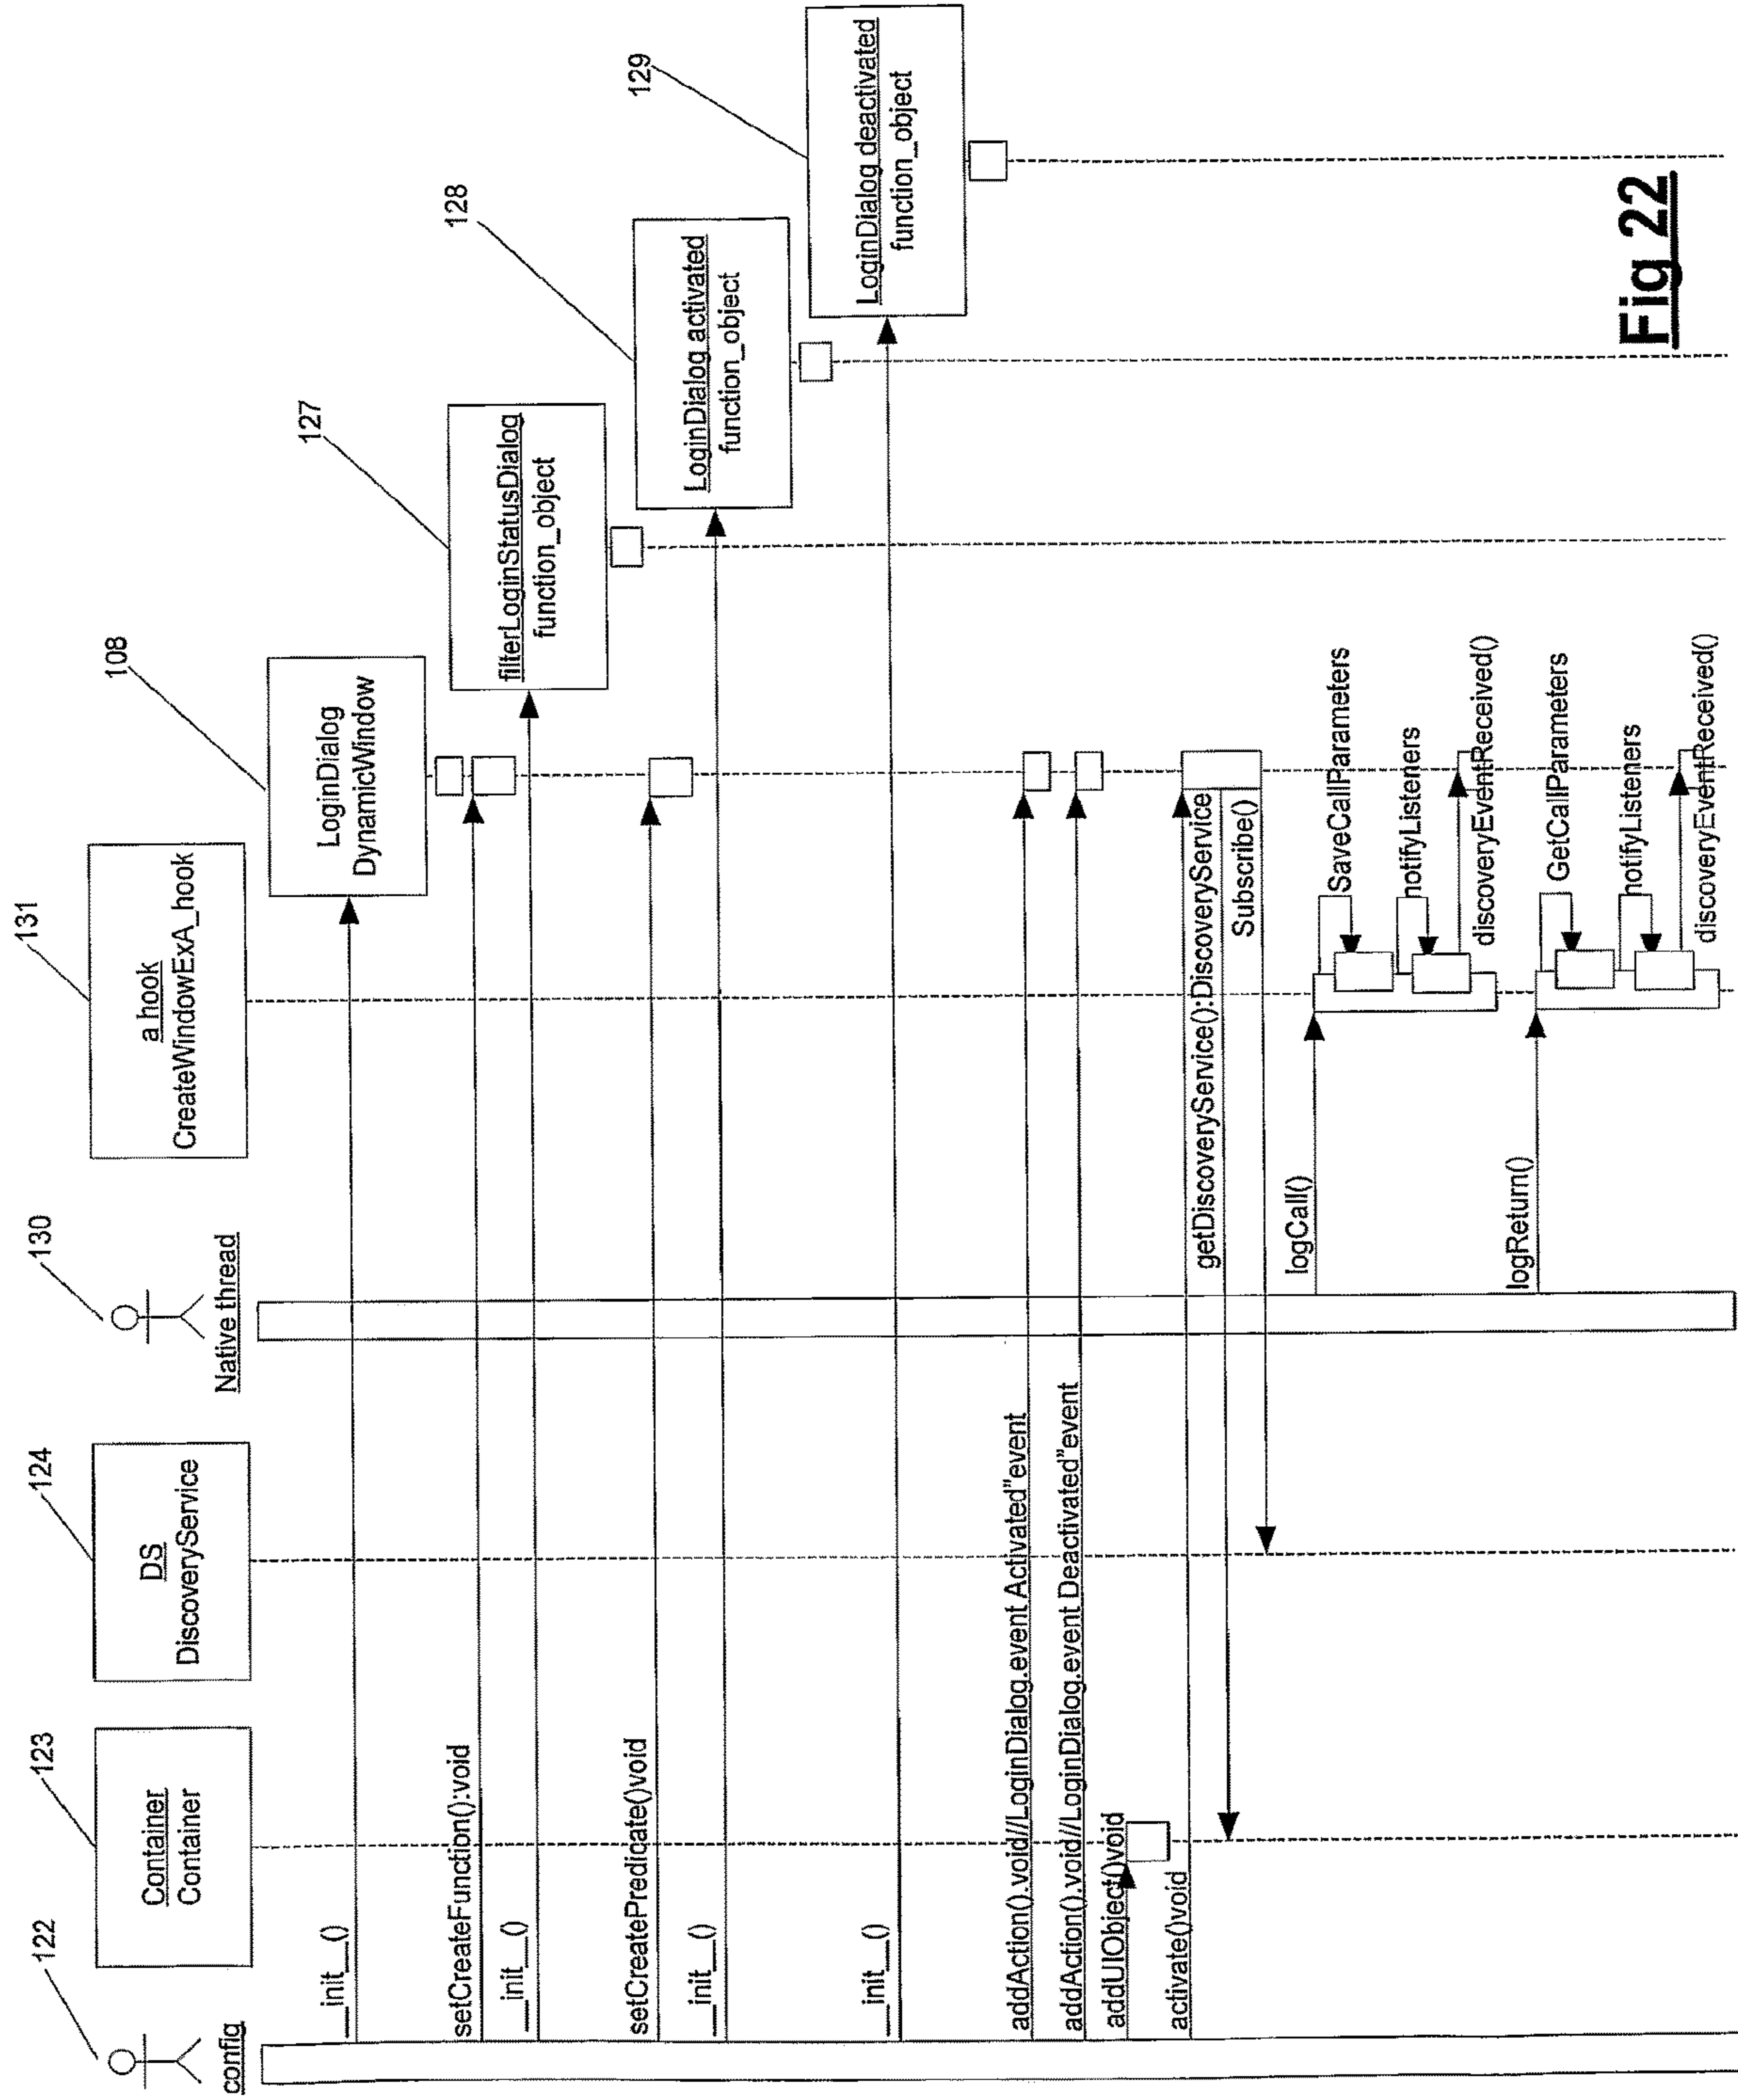 122
config
123
Container
Container
124
DS
DiscoveryService
130
Native thread
131
a hook
CreateWindowExA_hook
108
LoginDialog
DynamicWindow
127
filterLoginStatusDialog
function_object
128
LoginDialog activated
function_object
129
LoginDialog deactivated
function_object
__init__()
setCreateFunction():void
__init__()
setCreatePredicate()void
__init__()
__init__()
addAction().void//LoginDialog.event Activated”event
addAction().void//LoginDialog.event Deactivated”event
addUIObject()void
activate()void
getDiscoveryService():DiscoveryService
Subscribe()
logCall()
SaveCallParameters
notifyListeners
discoveryEventReceived()
logReturn()
GetCallParameters
notifyListeners
discoveryEventReceived()
Fig 22